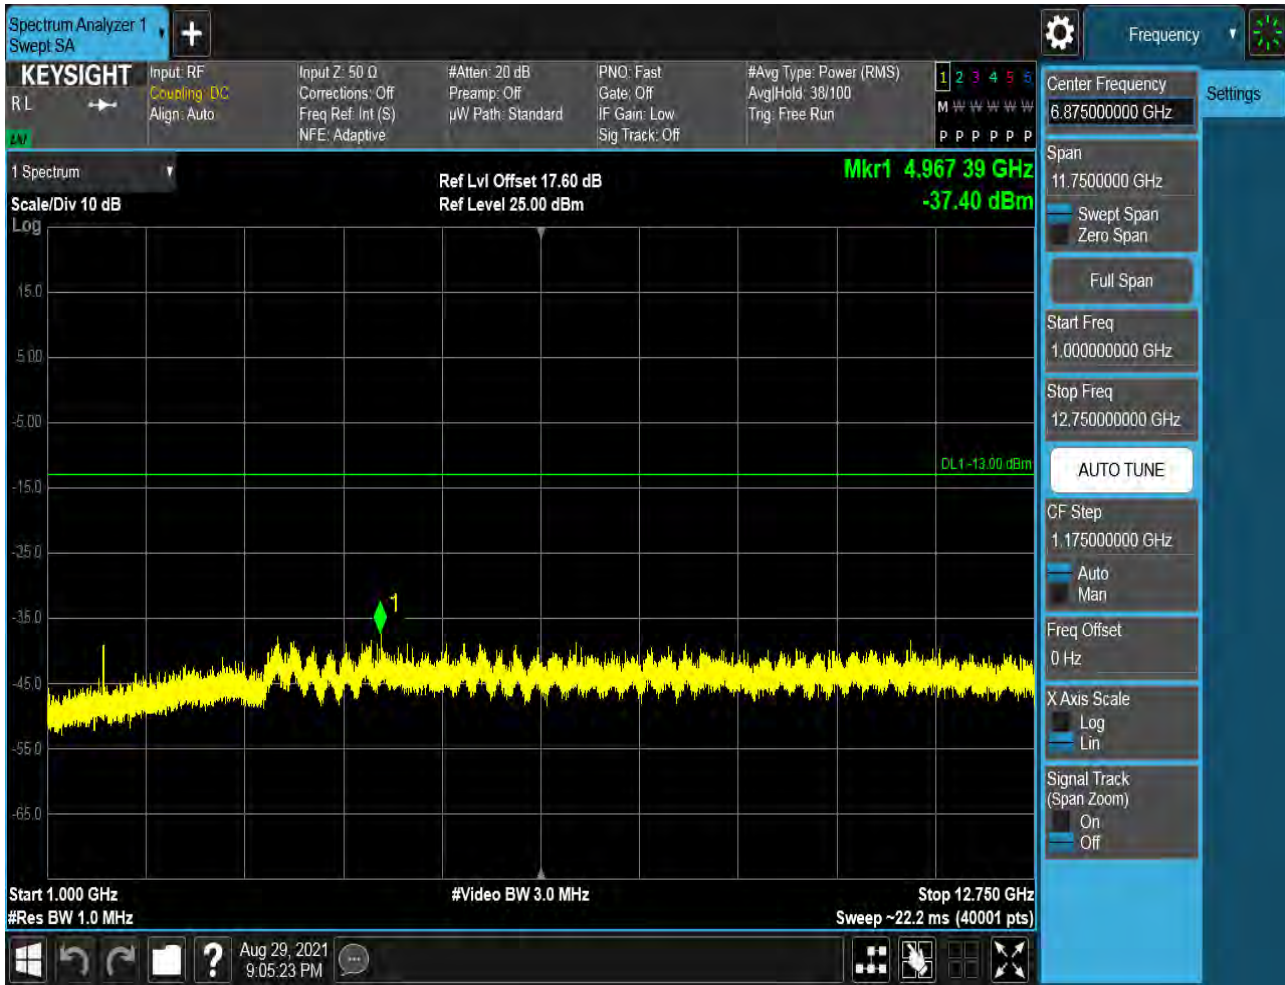 Spectrum Analyzer 1
Swept SA
Frequency
KEYSIGHT
R L
Input: RF
Coupling: DC
Align: Auto
Input Z: 50 Ω
Corrections: Off
Freq Ref: Int (S)
NFE: Adaptive
#Atten: 20 dB
Preamp: Off
µW Path: Standard
PNO: Fast
Gate: Off
IF Gain: Low
Sig Track: Off
#Avg Type: Power (RMS)
Avg|Hold: 38/100
Trig: Free Run
1 2 3 4 5 6
M W W W W W
P P P P P P
1 Spectrum
Scale/Div 10 dB
Log
Ref Lvl Offset 17.60 dB
Ref Level 25.00 dBm
Mkr1 4.967 39 GHz
-37.40 dBm
15.0
5.00
-5.00
DL1 -13.00 dBm
-15.0
-25.0
1
-35.0
-45.0
-55.0
-65.0
Start 1.000 GHz
#Video BW 3.0 MHz
Stop 12.750 GHz
#Res BW 1.0 MHz
Sweep ~22.2 ms (40001 pts)
Aug 29, 2021
9:05:23 PM
Center Frequency
6.875000000 GHz
Settings
Span
11.7500000 GHz
Swept Span
Zero Span
Full Span
Start Freq
1.000000000 GHz
Stop Freq
12.750000000 GHz
AUTO TUNE
CF Step
1.175000000 GHz
Auto
Man
Freq Offset
0 Hz
X Axis Scale
Log
Lin
Signal Track
(Span Zoom)
On
Off